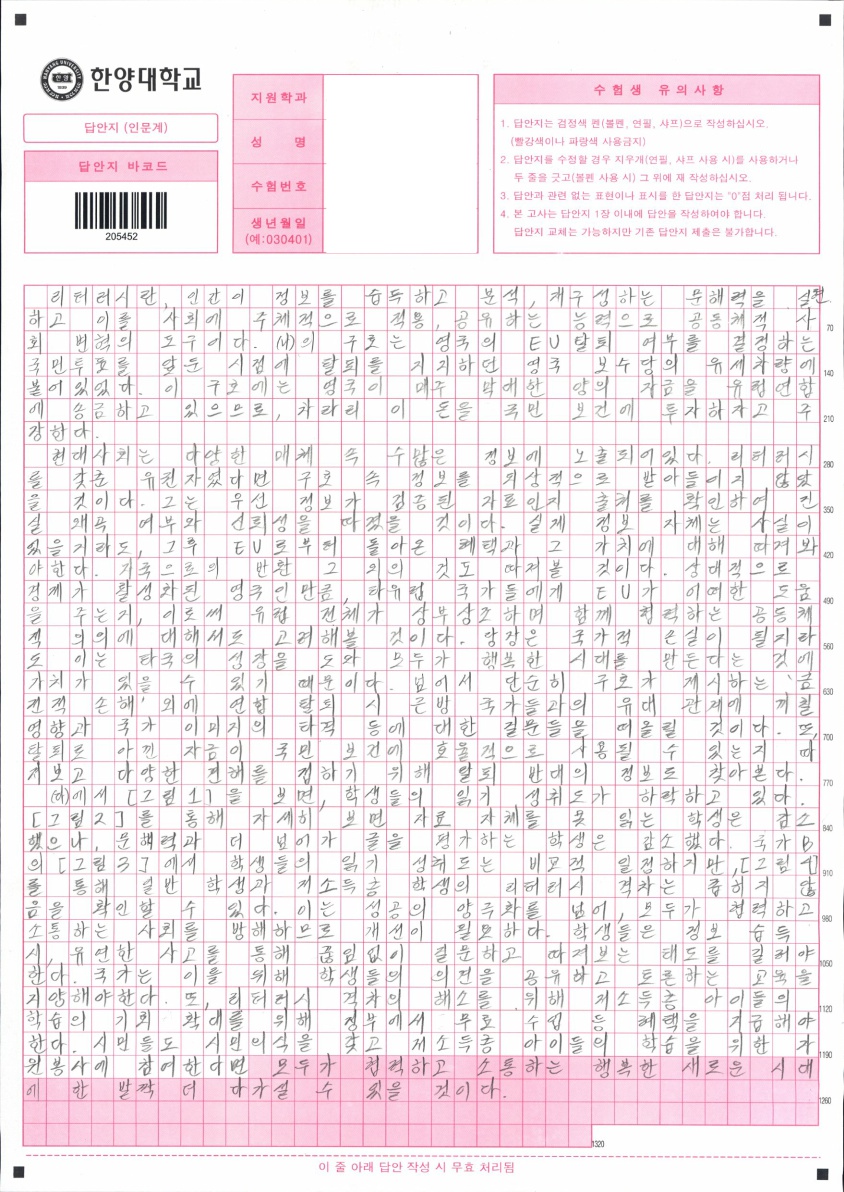 한양대학교
답안지 (인문계)
답안지 바코드
205452
지원학과
성 명
수험번호
생년월일
(예:030401)
수험생 유의사항
1. 답안지는 검정색 펜(볼펜, 연필, 샤프)으로 작성하십시오.
(빨강색이나 파랑색 사용금지)
2. 답안지를 수정할 경우 지우개(연필, 샤프 사용 시)를 사용하거나
두 줄을 긋고(볼펜 사용 시) 그 위에 재 작성하십시오.
3. 답안과 관련 없는 표현이나 표시를 한 답안지는 "0"점 처리 됩니다.
4. 본 고사는 답안지 1장 이내에 답안을 작성하여야 합니다.
답안지 교체는 가능하지만 기존 답안지 제출은 불가합니다.
리터러시란, 인간이 정보를 습득하고 분석, 재구성하는 문해력을 실현
하고 이를 사회에 주체적으로 적용, 공유하는 능력으로 공동체적 사
70
회 변혁의 도구이다. (나)의 구호는 영국의 EU탈퇴 여부를 결정하는
국민투표를 앞둔 시점에 탈퇴를 지지하던 영국 보수당의 유세차량에
140
붙어있었다. 이 구호에는 영국이 매주 막대한 양의 자금을 유럽연합
에 송금하고 있으므로, 차라리 이 돈을 국민 보건에 투자하자고 주
210
장한다.
현대사회는 다양한 매체 속 수많은 정보에 노출되어있다. 리터러시
280
를 갖춘 유권자였다면 구호 속 정보를 피상적으로 받아들이지 않았
을 것이다. 그는 우선 정보가 검증된 자료인지 출처를 확인하여 진
350
실 왜곡 여부와 신뢰성을 따졌을 것이다. 실제 정보 자체는 사실이
있을지라도, 그후 EU로부터 돌아온 혜택과 그 가치에 대해 따져봐
420
야한다. 자국으로의 반환 그 외의 것도 따져볼 것이다. 상대적으로
경제가 활성화된 영국인만큼, 타유럽 국가들에게 EU가 어떠한 도움
490
을 주는지, 이로써 유럽 전체가 상부상조하며 함께 협력하는 공동체
적 의의에 대해서도 고려해볼 것이다. 당장은 국가적 손실이 될지라
560
도 이는 타국의 성장을 도와 모두가 행복한 시대를 만든다는 것에
가치가 있을 수 있기 때문이다. 넘어서 단순히 구호가 제시하는 '금
630
전적 손해' 외에 연합 탈퇴 시 른방 국가들과의 유대 관계에 끼칠
영향과 국가 이미지의 타격 등에 대한 질문들을 떠올릴 것이다. 또,
700
탈퇴로 아낀 자금이 국민 보건에 효율적으로 사용될 수 있는지 따
져보고 다양한 견해를 접하기 위해 탈퇴 반대의 정보도 찾아본다.
770
(다)에서 [그림 1]을 보면, 학생들의 읽기 성취도가 하락하고 있다.
[그림 2]를 통해 자세히 보면 자료 자체를 못 읽는 학생은 감소
840
했으나, 문해력과 더 넘어가 글을 평가하는 학생은 감소했다. 국가 B
의 [그림 3]에서 학생들의 읽기 성취도는 비교적 일정하지만, [그림 4]
910
를 통해 일반 학생과 저소득층 학생의 리터러시 격차는 좁히지 않
음을 확인할 수 있다. 이는 성공의 양극화를 넘어, 모두가 협력하고
980
소통하는 사회를 방해하므로 개선이 필요하다. 학생들은 정보 습득
시, 유연한 사고를 통해 끊임없이 질문하고 따져보는 태도를 길러야
1050
한다. 국가는 이를 위해 학생들의 의견을 공유하고 토론하는 교육을
지양해야한다. 또, 리터러시 격차의 해소를 위해 저소득층 아이들의
1120
학습의 기회 확대를 위해 정부에서 무료 수업 등 혜택을 지급해야
한다. 시민들도 시민의식을 갖고 저소득층 아이들의 학습을 위한 자
1190
원봉사에 참여한다면 모두가 협력하고 소통하는 행복한 새로운 시대
에 한 발짝 더 다가설 수 있을 것이다.
1260
1320
이 줄 아래 답안 작성 시 무효 처리됨